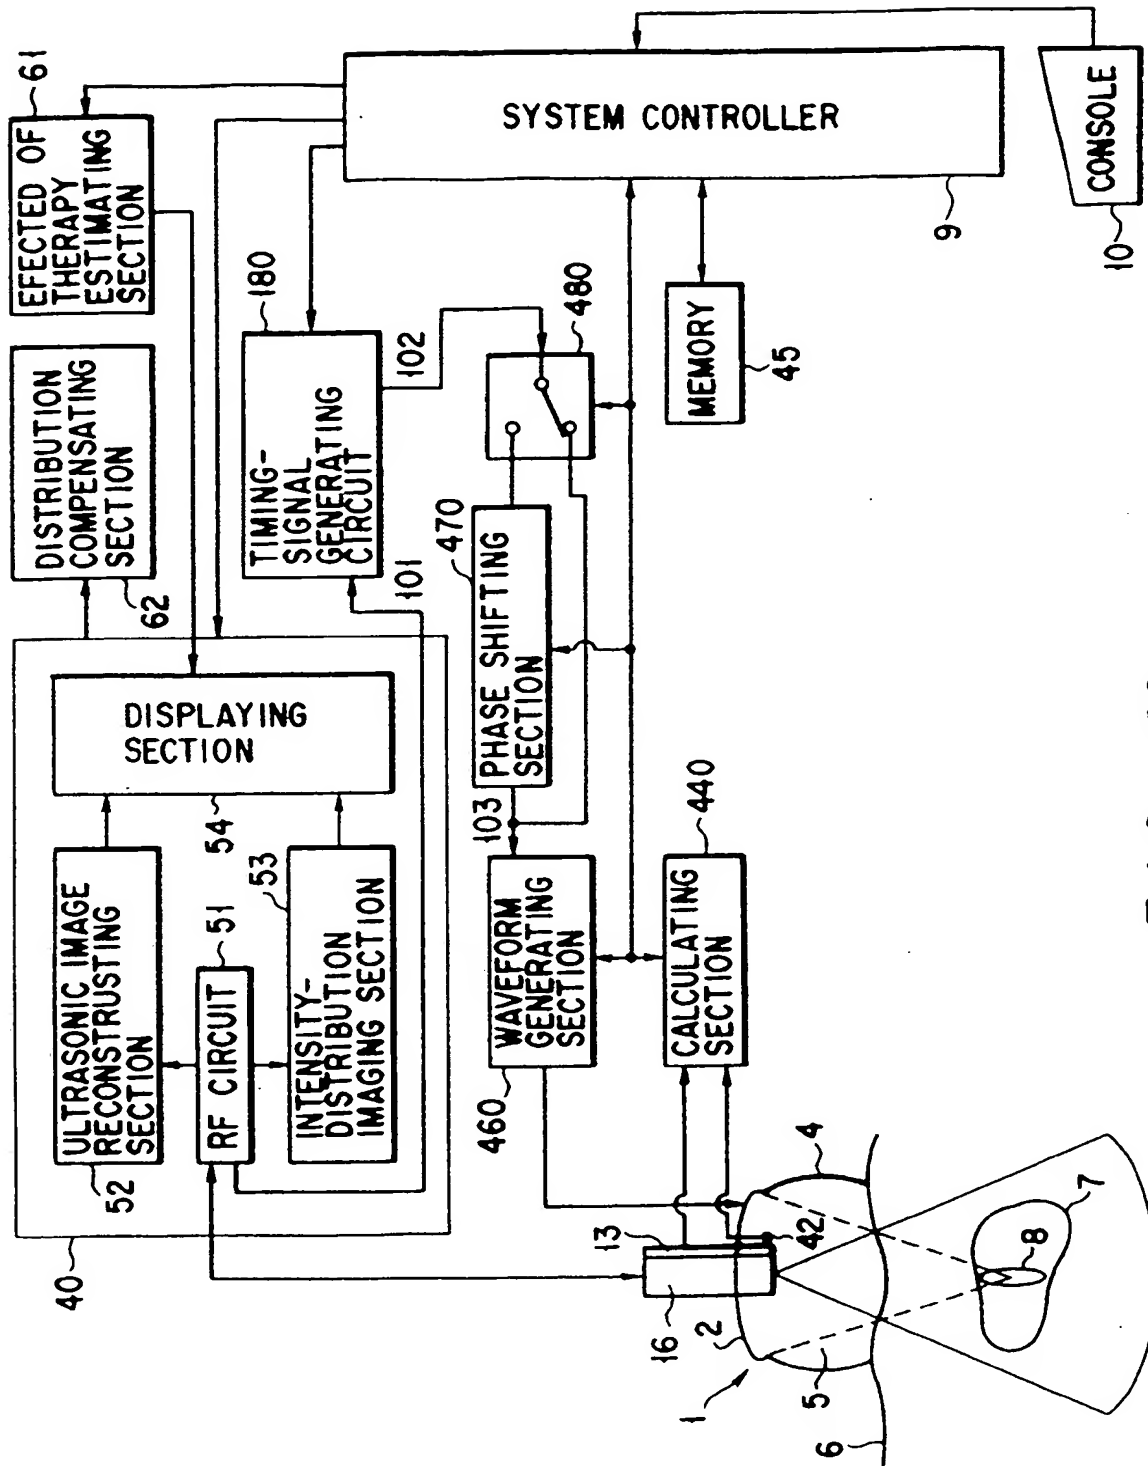 EFECTED OF
THERAPY
ESTIMATING
SECTION
61
DISTRIBUTION
COMPENSATING
SECTION
62
40
ULTRASONIC IMAGE
RECONSTRUSTING
SECTION
52
RF CIRCUIT
51
INTENSITY-
DISTRIBUTION
IMAGING SECTION
53
DISPLAYING
SECTION
54
TIMING-
SIGNAL
GENERATING
CIRCUIT
180
101
102
SYSTEM CONTROLLER
9
CONSOLE
10
480
PHASE SHIFTING
SECTION
470
103
WAVEFORM
GENERATING
SECTION
460
CALCULATING
SECTION
440
MEMORY
45
13
16
42
1
2
4
5
6
7
8